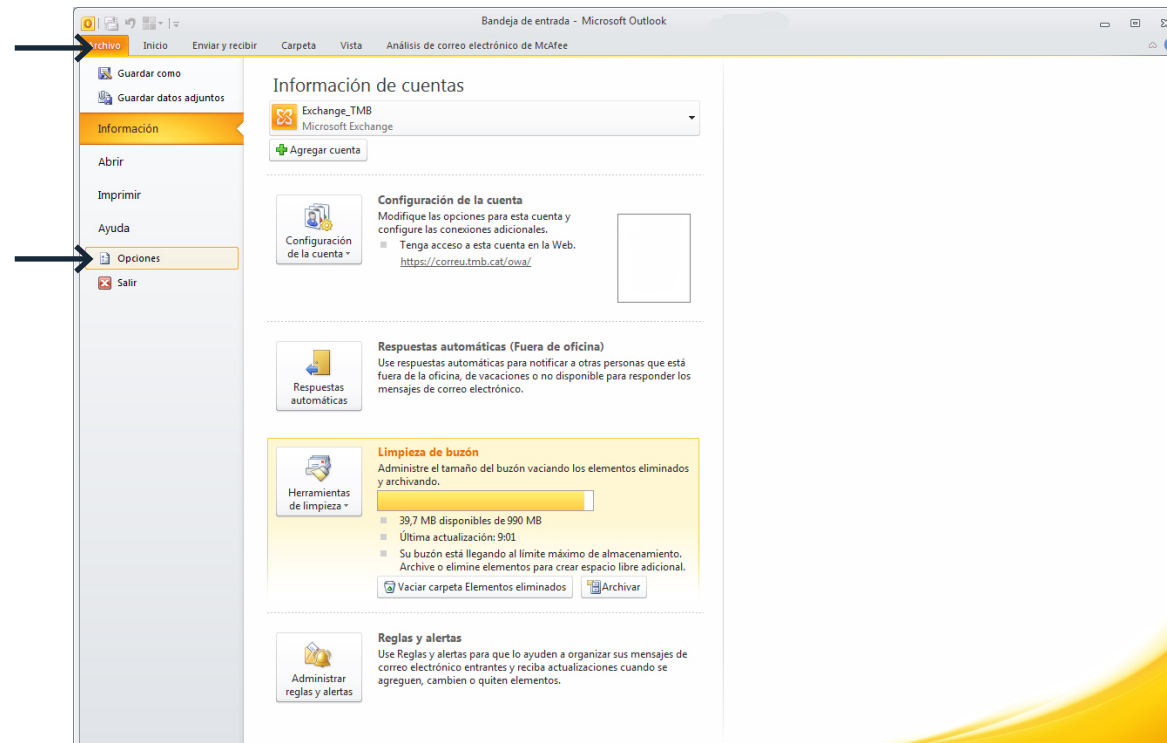 Bandeja de entrada - Microsoft Outlook
Archivo Inicio Enviar y recibir Carpeta Vista Análisis de correo electrónico de McAfee
Guardar como
Guardar datos adjuntos
Información
Abrir
Imprimir
Ayuda
Opciones
Salir
Información de cuentas
Exchange_TMB
Microsoft Exchange
Agregar cuenta
Configuración
de la cuenta
Configuración de la cuenta
Modifique las opciones para esta cuenta y
configure las conexiones adicionales.
Tenga acceso a esta cuenta en la Web.
https://correu.tmb.cat/owa/
Respuestas
automáticas
Respuestas automáticas (Fuera de oficina)
Use respuestas automáticas para notificar a otras personas que está
fuera de la oficina, de vacaciones o no disponible para responder los
mensajes de correo electrónico.
Herramientas
de limpieza
Limpieza de buzón
Administre el tamaño del buzón vaciando los elementos eliminados
y archivando.
39,7 MB disponibles de 990 MB
Última actualización: 9:01
Su buzón está llegando al límite máximo de almacenamiento.
Archive o elimine elementos para crear espacio libre adicional.
Vaciar carpeta Elementos eliminados
Archivar
Administrar
reglas y alertas
Reglas y alertas
Use Reglas y alertas para que lo ayuden a organizar sus mensajes de
correo electrónico entrantes y reciba actualizaciones cuando se
agreguen, cambien o quiten elementos.